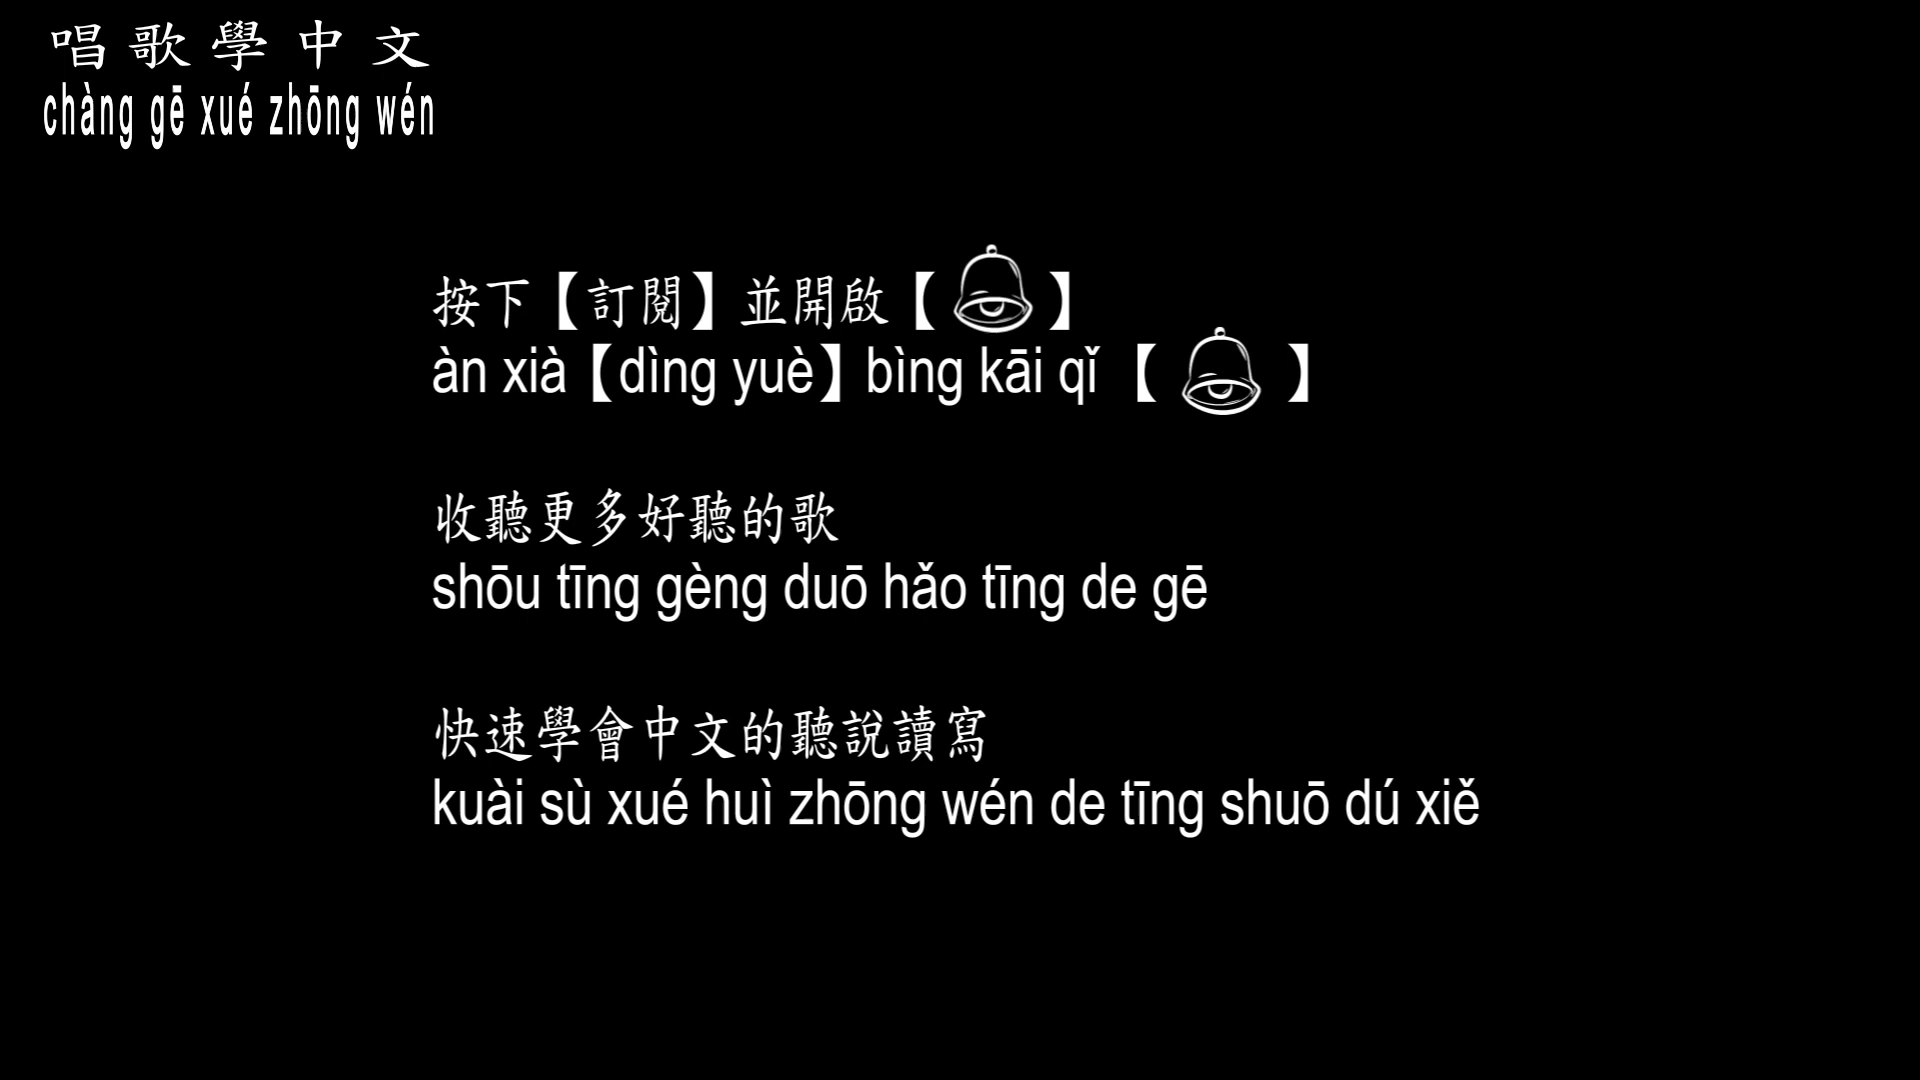 唱歌學中文
chàng gē xué zhōng wén
按下【訂閱】並開啟【】
àn xià【dìng yuè】bìng kāi qǐ【】
收聽更多好聽的歌
shōu tīng gèng duō hǎo tīng de gē
快速學會中文的聽說讀寫
kuài sù xué huì zhōng wén de tīng shuō dú xiě